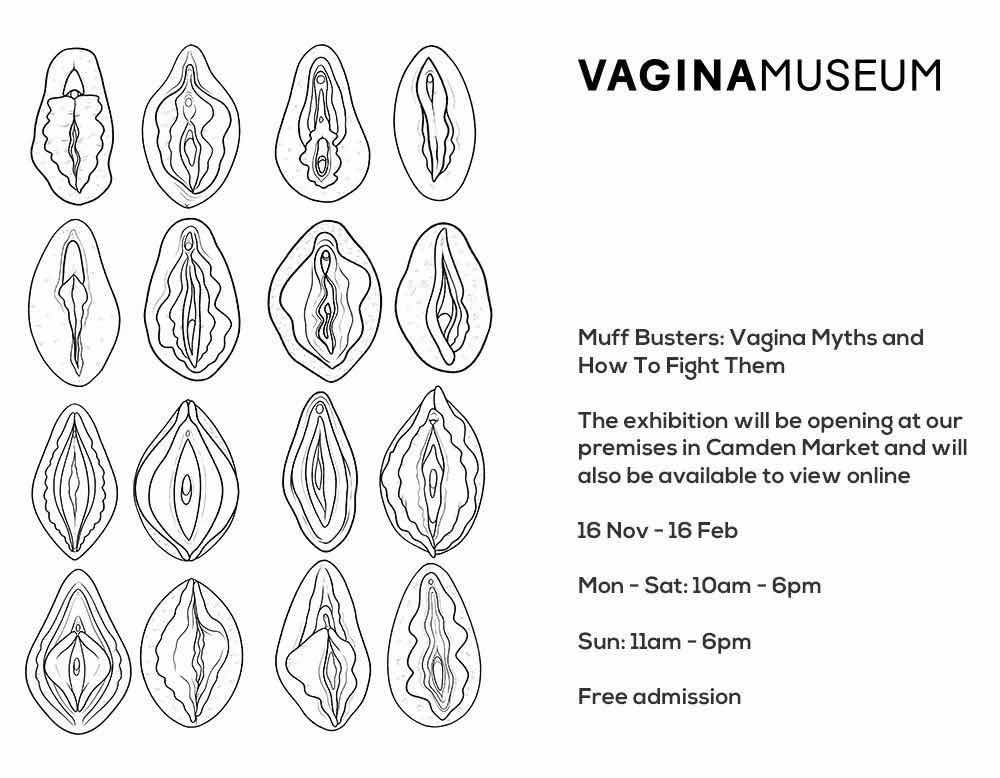 VAGINAMUSEUM
Muff Busters: Vagina Myths and
How To Fight Them
The exhibition will be opening at our
premises in Camden Market and will
also be available to view online
16 Nov - 16 Feb
Mon - Sat: 10am - 6pm
Sun: 11am - 6pm
Free admission